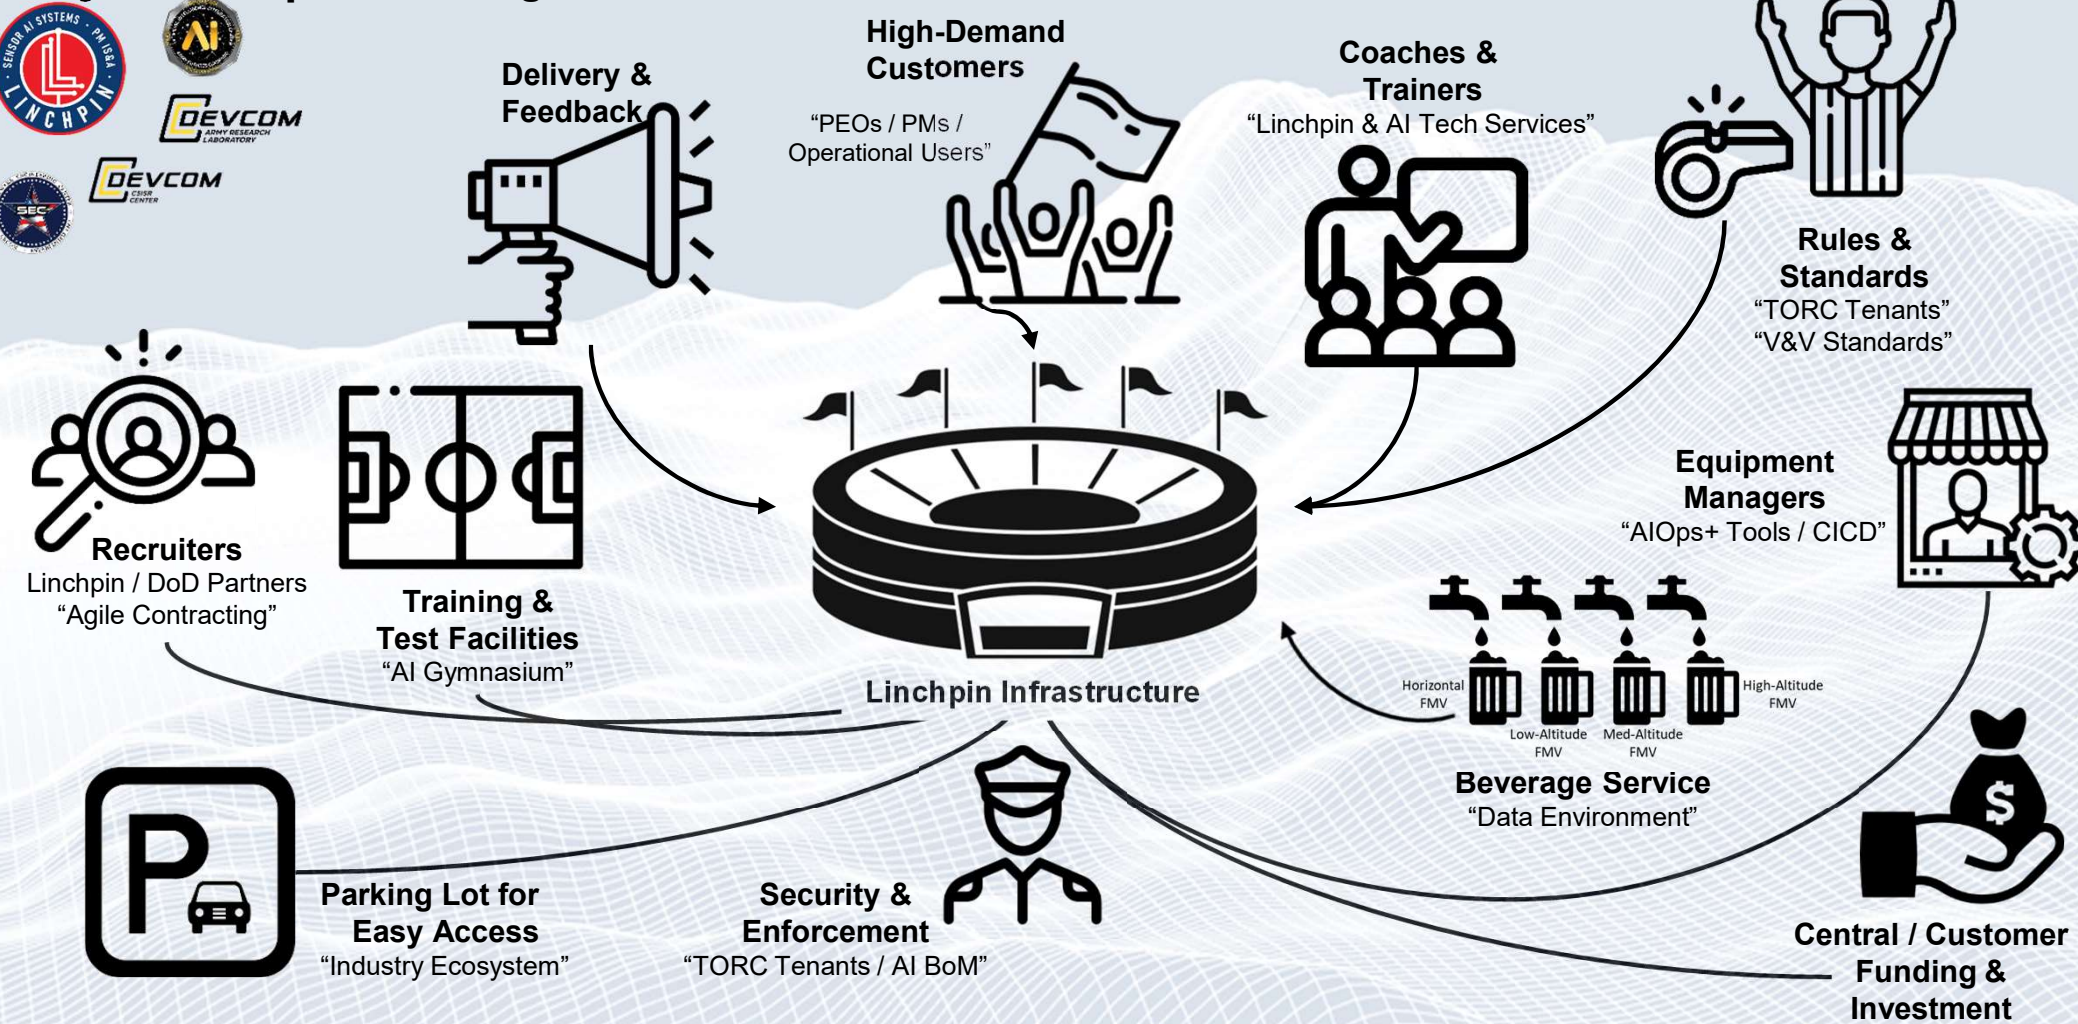 SENSOR AI SYSTEMS · PM IS&A
LINCHPIN
AI
DEVCOM
ARMY RESEARCH
LABORATORY
DEVCOM
C5ISR
CENTER
SEC
Delivery &
Feedback
High-Demand
Customers
“PEOs / PMs /
Operational Users”
Coaches &
Trainers
“Linchpin & AI Tech Services”
Rules &
Standards
“TORC Tenants”
“V&V Standards”
Recruiters
Linchpin / DoD Partners
“Agile Contracting”
Training &
Test Facilities
“AI Gymnasium”
Linchpin Infrastructure
Equipment
Managers
“AIOps+ Tools / CICD”
Horizontal
FMV
Low-Altitude
FMV
Med-Altitude
FMV
High-Altitude
FMV
Beverage Service
“Data Environment”
P
Parking Lot for
Easy Access
“Industry Ecosystem”
Security &
Enforcement
“TORC Tenants / AI BoM”
$
Central / Customer
Funding &
Investment